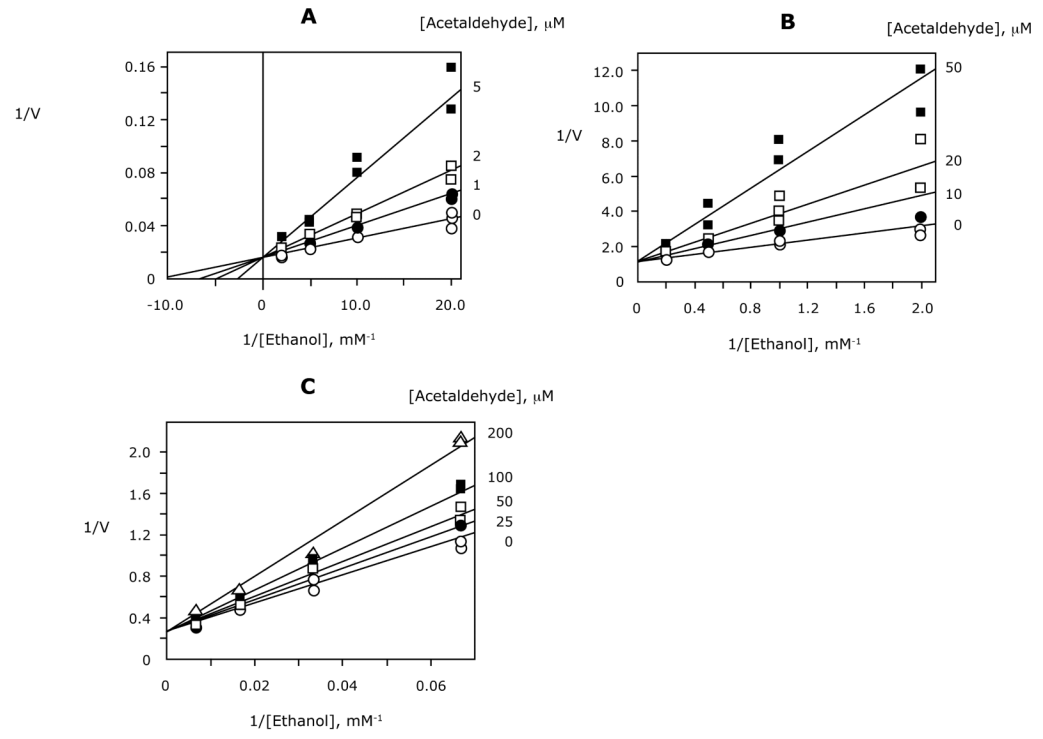 A
[Acetaldehyde], μM
0.16
0.12
0.08
0.04
0
1/V
-10.0 0 10.0 20.0
1/[Ethanol], mM-1
5
2
1
0
B
[Acetaldehyde], μM
12.0
10.0
8.0
6.0
4.0
2.0
0
1/V
0 0.4 0.8 1.2 1.6 2.0
1/[Ethanol], mM-1
50
20
10
0
C
[Acetaldehyde], μM
2.0
1.6
1.2
0.8
0.4
0
1/V
0 0.02 0.04 0.06
1/[Ethanol], mM-1
200
100
50
25
0